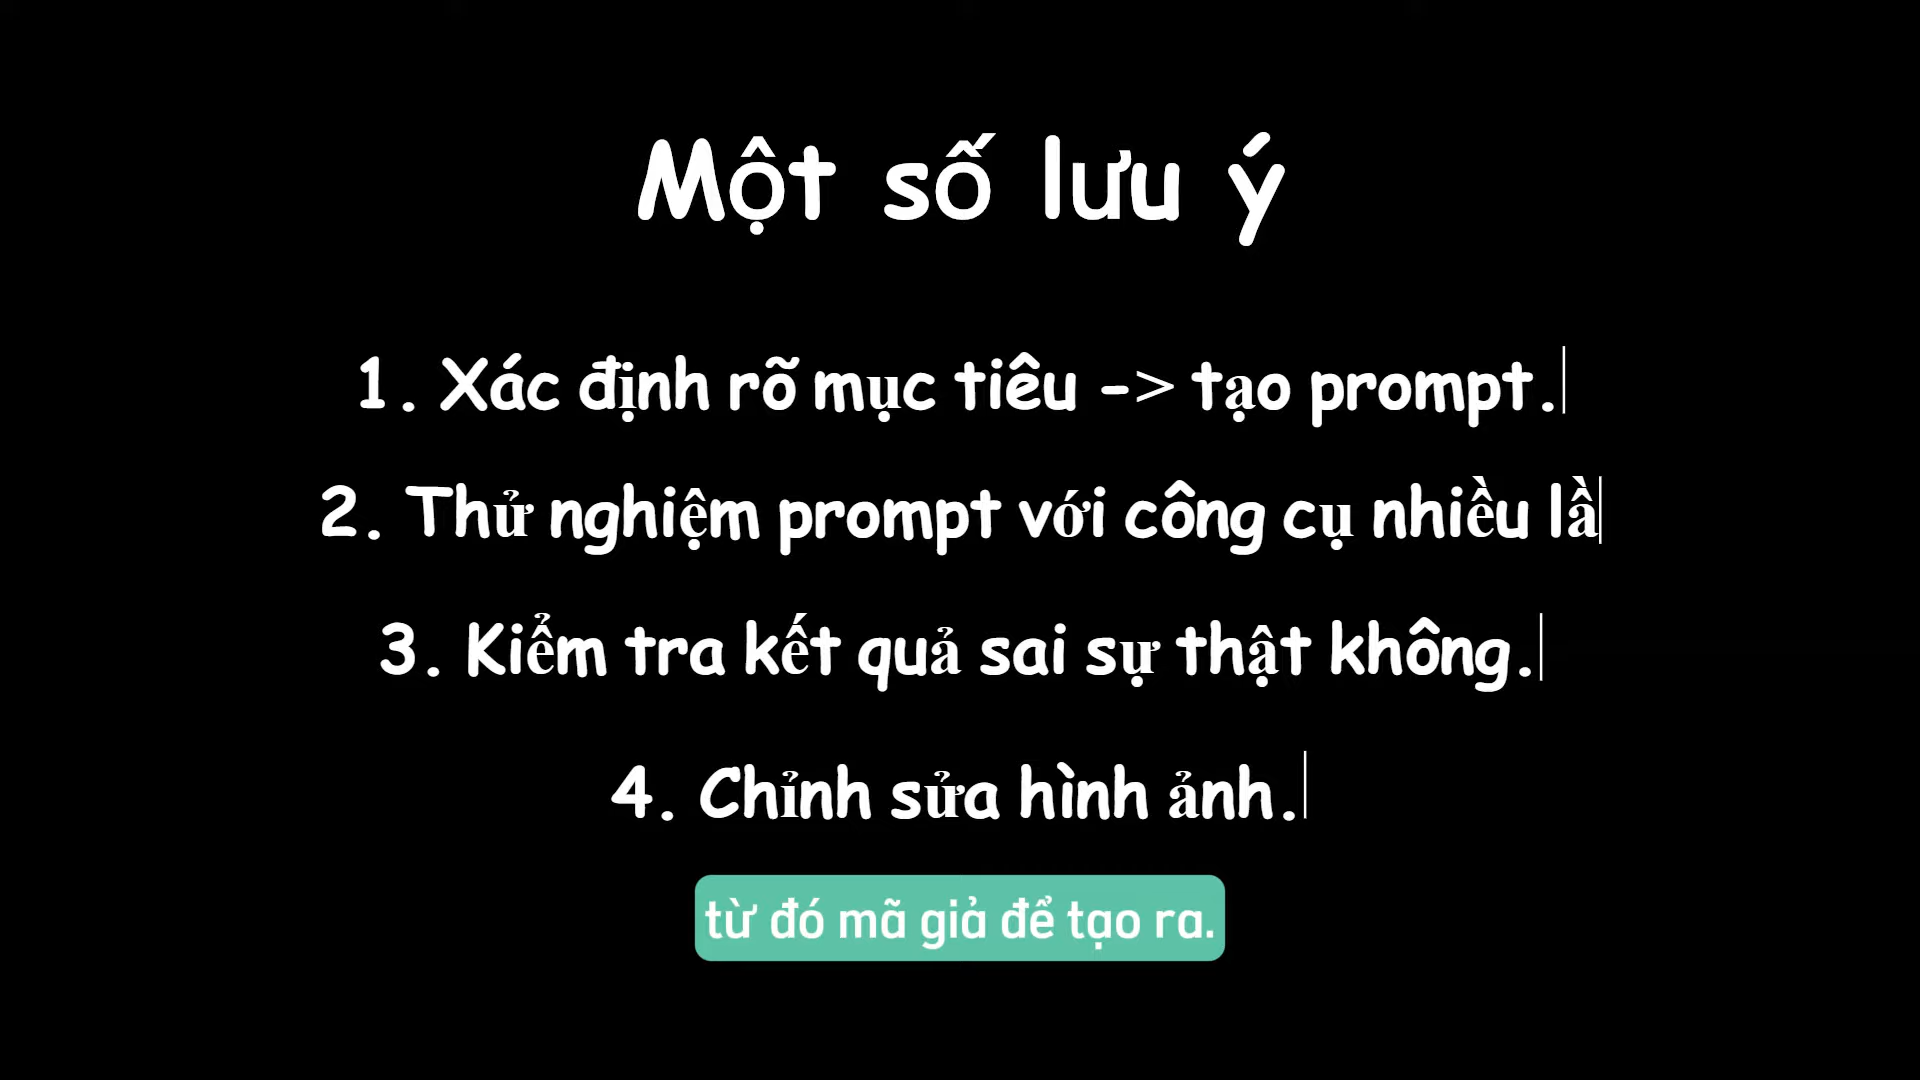 Một số lưu ý
1. Xác định rõ mục tiêu -> tạo prompt.
2. Thử nghiệm prompt với công cụ nhiều lầ
3. Kiểm tra kết quả sai sự thật không.
4. Chỉnh sửa hình ảnh.
từ đó mã giả để tạo ra.